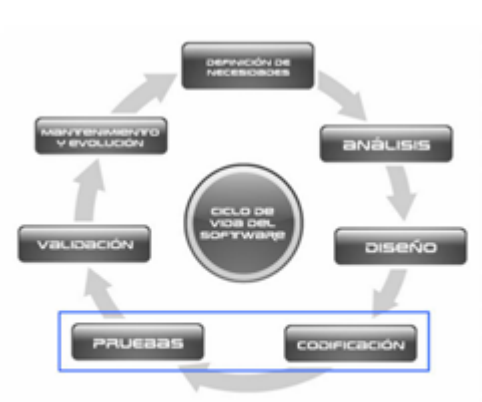 DEFINICIÓN DE
NECESIDADES
ANÁLISIS
DISEÑO
CODIFICACIÓN
PRUEBAS
VALIDACIÓN
MANTENIMIENTO
Y EVOLUCIÓN
CICLO DE
VIDA DEL
SOFTWARE